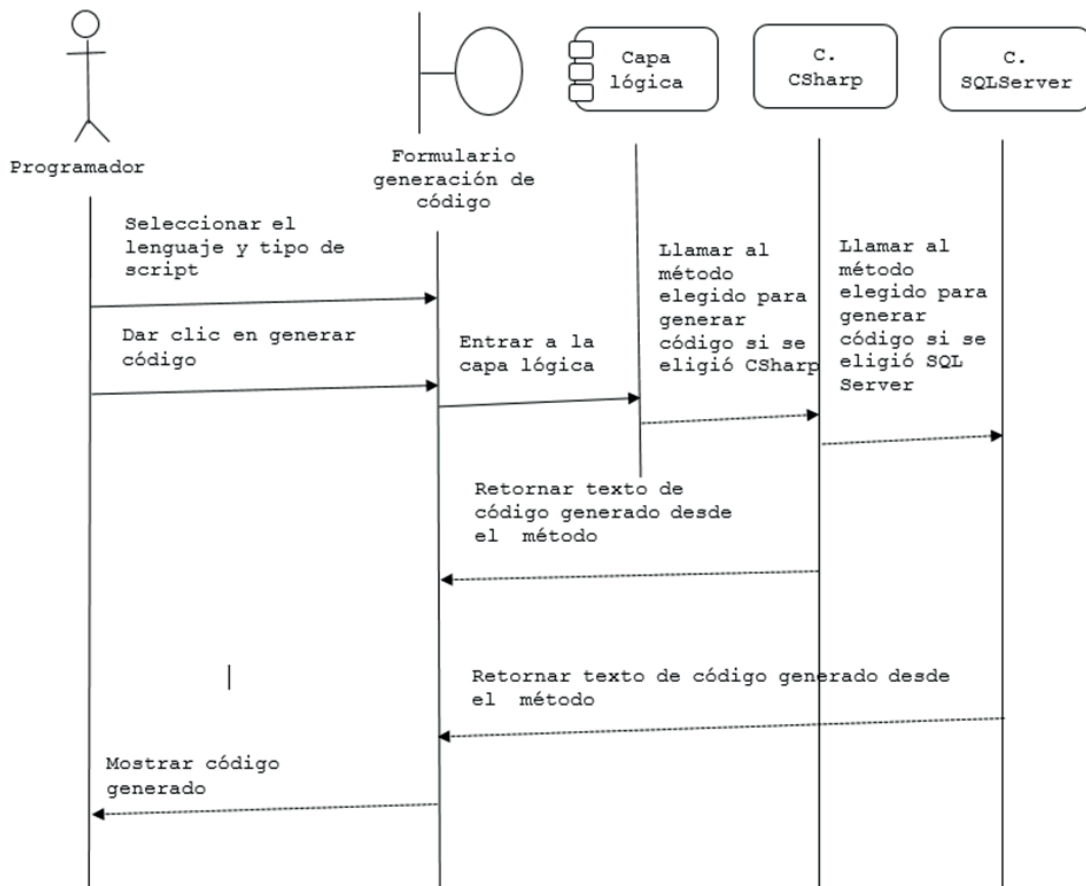 Programador
Formulario
generación de
código
Capa
lógica
C.
CSharp
C.
SQLServer
Seleccionar el
lenguaje y tipo de
script
Dar clic en generar
código
Entrar a la
capa lógica
Llamar al
método
elegido para
generar
código si se
eligió CSharp
Llamar al
método
elegido para
generar
código si se
eligió SQL
Server
Retornar texto de
código generado desde
el método
Retornar texto de código generado desde
el método
Mostrar código
generado